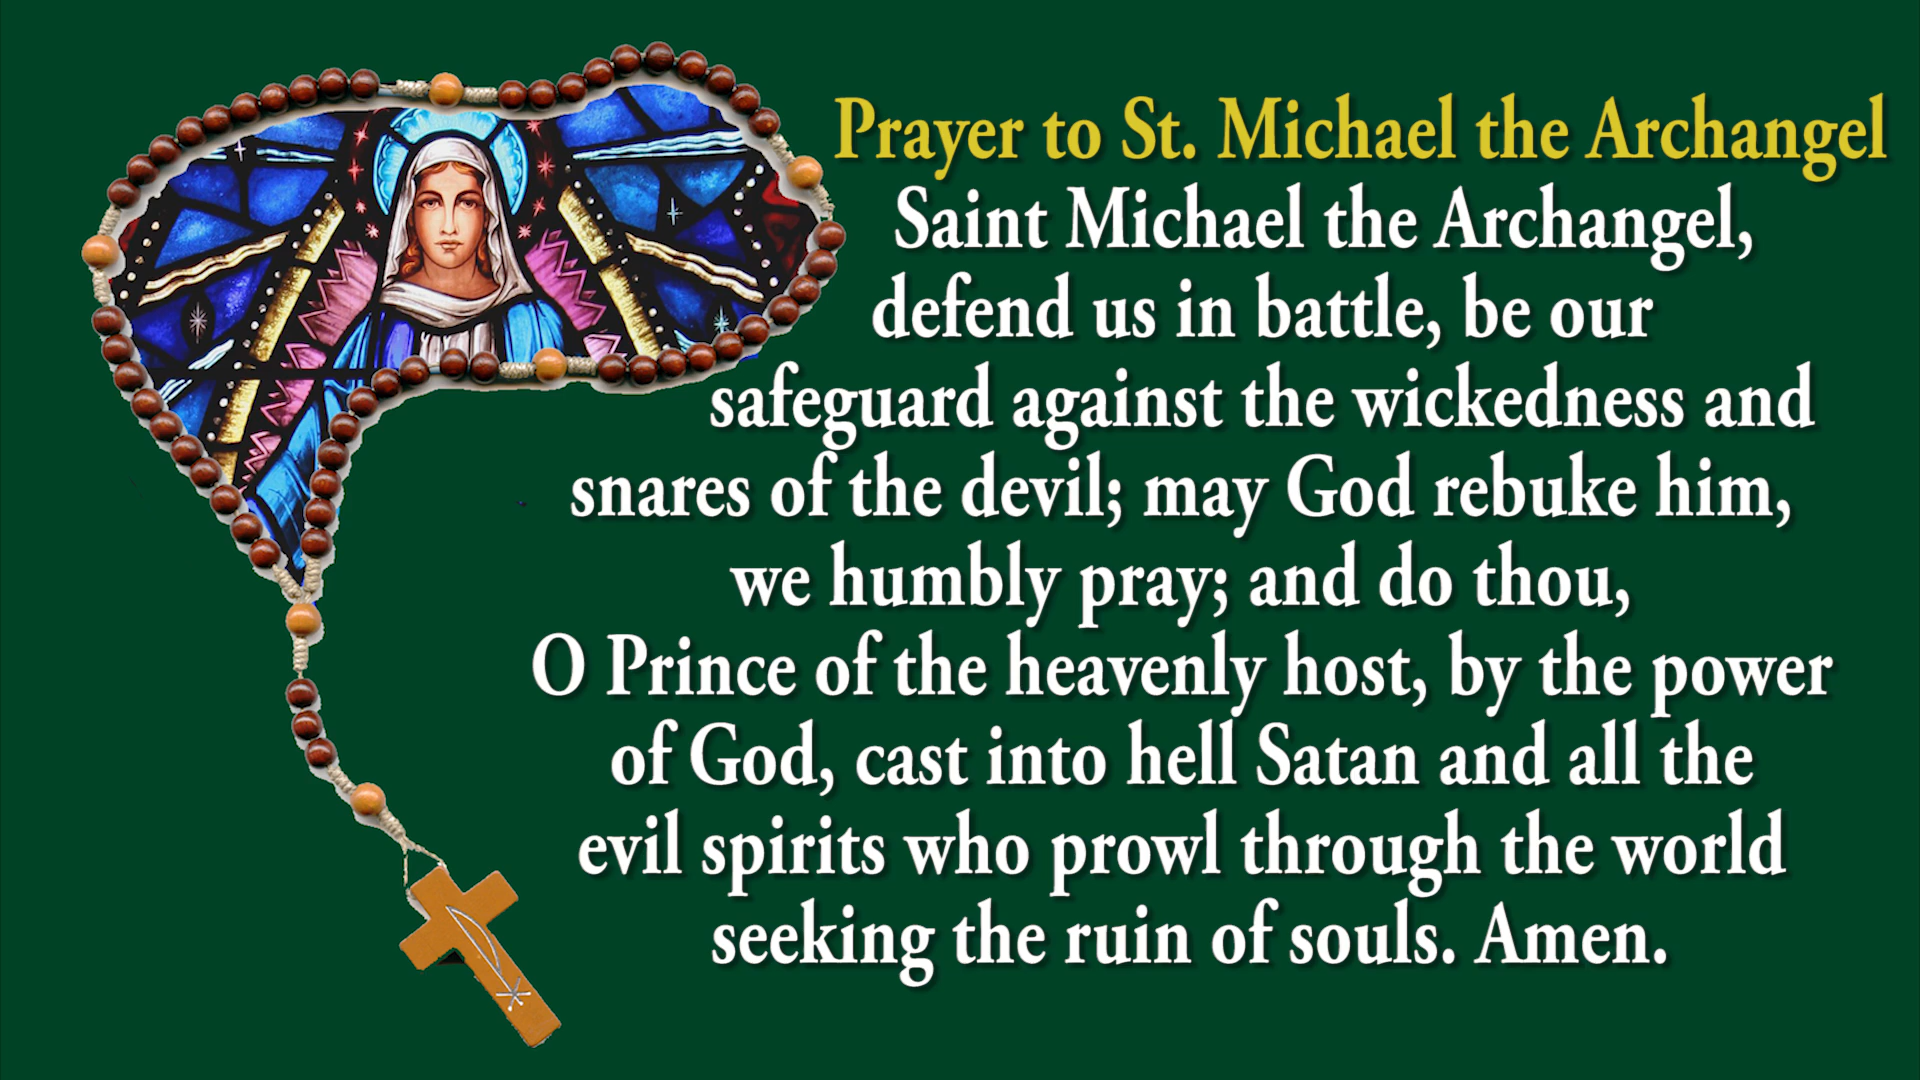 Prayer to St. Michael the Archangel
Saint Michael the Archangel,
defend us in battle, be our
safeguard against the wickedness and
snares of the devil; may God rebuke him,
we humbly pray; and do thou,
O Prince of the heavenly host, by the power
of God, cast into hell Satan and all the
evil spirits who prowl through the world
seeking the ruin of souls. Amen.